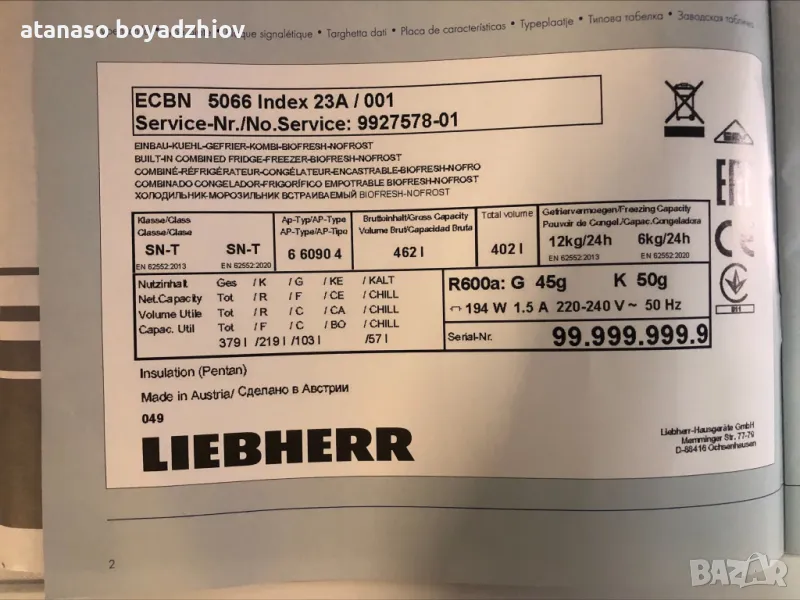 atanaso boyadzhiov
signalétique • Targhetta dati • Placa de características • Typeplaatje • Типова табелка • Заводская табличка
ECBN 5066 Index 23A / 001
Service-Nr./No.Service: 9927578-01
EINBAU-KUEHL-GEFRIER-KOMBI-BIOFRESH-NOFROST
BUILT-IN COMBINED FRIDGE-FREEZER-BIOFRESH-NOFROST
COMBINÉ-RÉFRIGÉRATEUR-CONGÉLATEUR-ENCASTRABLE-BIOFRESH-NOFRO
COMBINADO CONGELADOR-FRIGORÍFICO EMPOTRABLE BIOFRESH-NOFROST
ХОЛОДИЛЬНИК-МОРОЗИЛЬНИК ВСТРАИВАЕМЫЙ BIOFRESH-NOFROST
Klasse/Class
Classe/Clase
SN-T SN-T
EN 62552:2013 EN 62552:2020
Ap-Typ/AP-Type
AP-Type/AP-Tipo
6 6090 4
Bruttoinhalt/Gross Capacity
Volume Brut/Capacidad Bruta
462 l
Total volume
402 l
Gefriervermoegen/Freezing Capacity
Pouvoir de Congel./Capac.Congeladora
12kg/24h 6kg/24h
EN 62552:2013 EN 62552:2020
Nutzinhalt Ges / K / G / KE / KALT
Net.Capacity Tot / R / F / CE / CHILL
Volume Utile Tot / R / C / CA / CHILL
Capac. Util Tot / F / C / BO / CHILL
379 l / 219 l / 103 l / 57 l
R600a: G 45g K 50g
194 W 1.5 A 220-240 V ~ 50 Hz
Serial-Nr. 99.999.999.9
Insulation (Pentan)
Made in Austria/ Сделано в Австрии
049
LIEBHERR
Liebherr-Hausgeräte GmbH
Memminger Str. 77-79
D-88416 Ochsenhausen
EAC
CE
R11
2
BAZAR